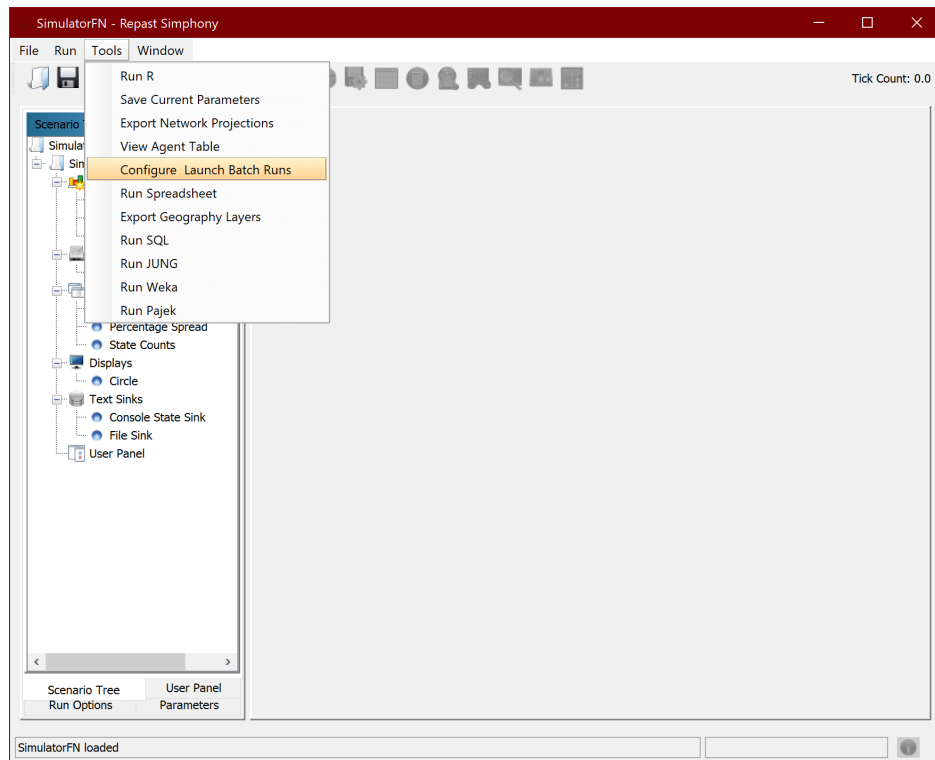 SimulatorFN - Repast Simphony
File Run Tools Window
Tick Count: 0.0
Run R
Save Current Parameters
Export Network Projections
View Agent Table
Configure  Launch Batch Runs
Run Spreadsheet
Export Geography Layers
Run SQL
Run JUNG
Run Weka
Run Pajek
Scenario
Simula
Sim
Percentage Spread
State Counts
Displays
Circle
Text Sinks
Console State Sink
File Sink
User Panel
Scenario Tree User Panel
Run Options Parameters
SimulatorFN loaded